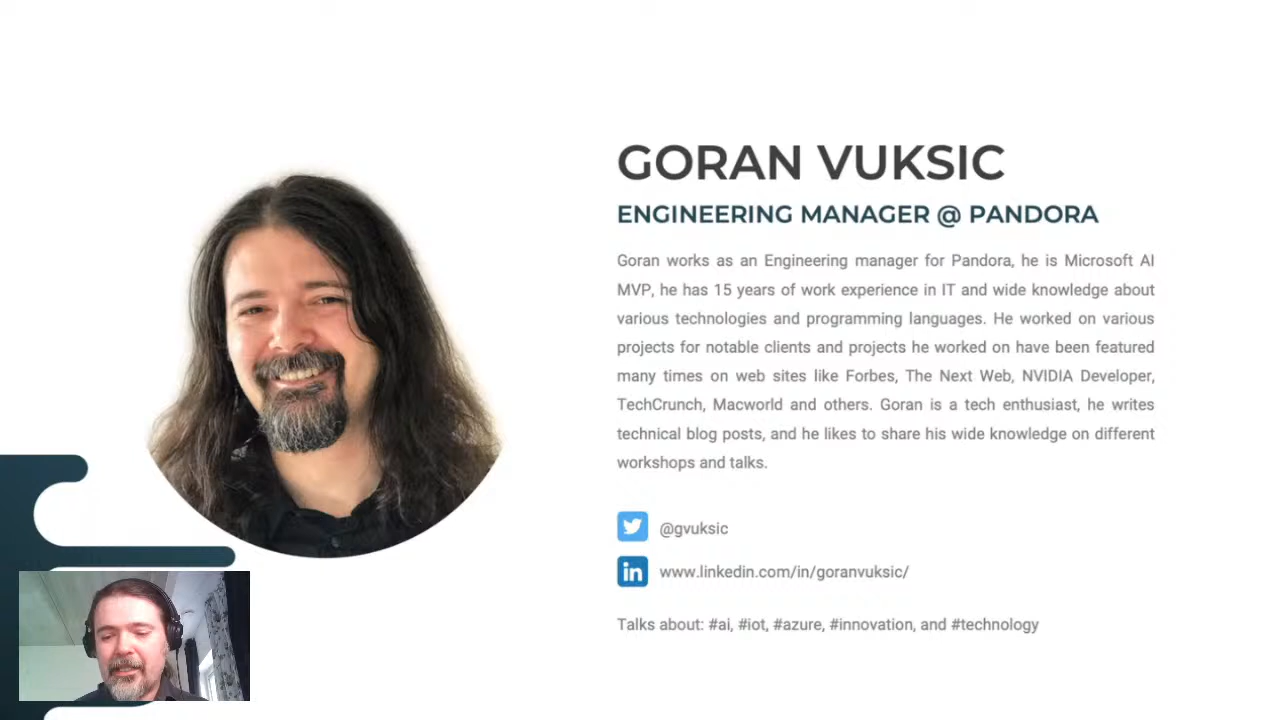 GORAN VUKSIC
ENGINEERING MANAGER @ PANDORA
Goran works as an Engineering manager for Pandora, he is Microsoft AI
MVP, he has 15 years of work experience in IT and wide knowledge about
various technologies and programming languages. He worked on various
projects for notable clients and projects he worked on have been featured
many times on web sites like Forbes, The Next Web, NVIDIA Developer,
TechCrunch, Macworld and others. Goran is a tech enthusiast, he writes
technical blog posts, and he likes to share his wide knowledge on different
workshops and talks.
@gvuksic
in www.linkedin.com/in/goranvuksic/
Talks about: #ai, #iot, #azure, #innovation, and #technology